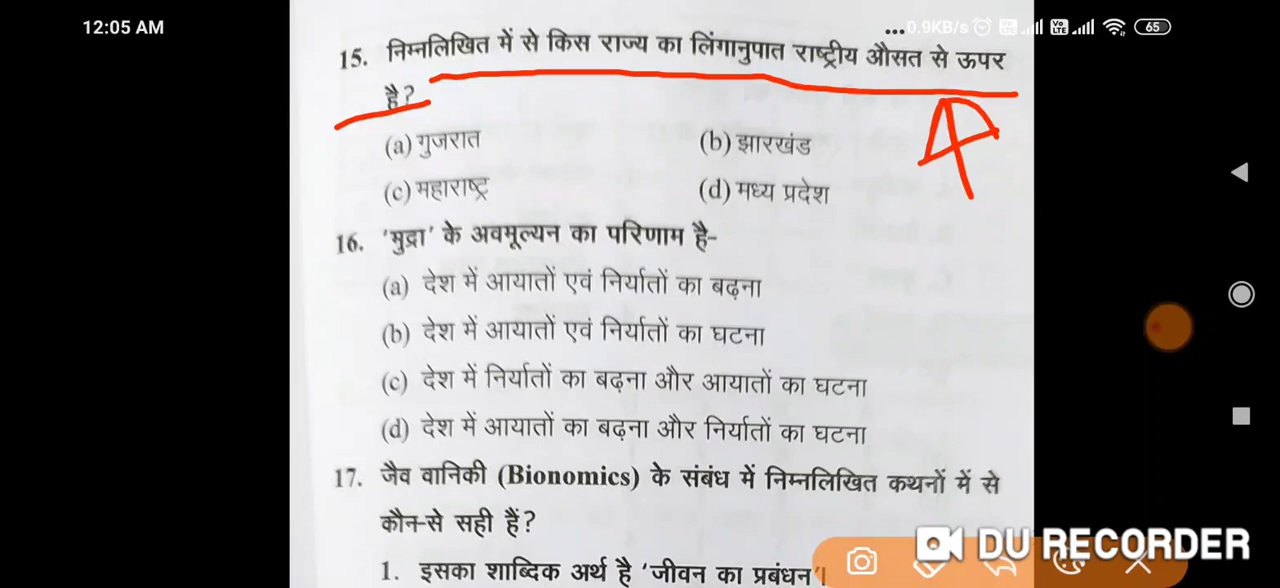 12:05 AM
...0.9KB/s
65
15. निम्नलिखित में से किस राज्य का लिंगानुपात राष्ट्रीय औसत से ऊपर
है?
(a) गुजरात (b) झारखंड
(c) महाराष्ट्र (d) मध्य प्रदेश
16. 'मुद्रा' के अवमूल्यन का परिणाम है-
(a) देश में आयातों एवं निर्यातों का बढ़ना
(b) देश में आयातों एवं निर्यातों का घटना
(c) देश में निर्यातों का बढ़ना और आयातों का घटना
(d) देश में आयातों का बढ़ना और निर्यातों का घटना
17. जैव वानिकी (Bionomics) के संबंध में निम्नलिखित कथनों में से
कौन-से सही हैं?
1. इसका शाब्दिक अर्थ है 'जीवन का प्रबंधन'।
DU RECORDER